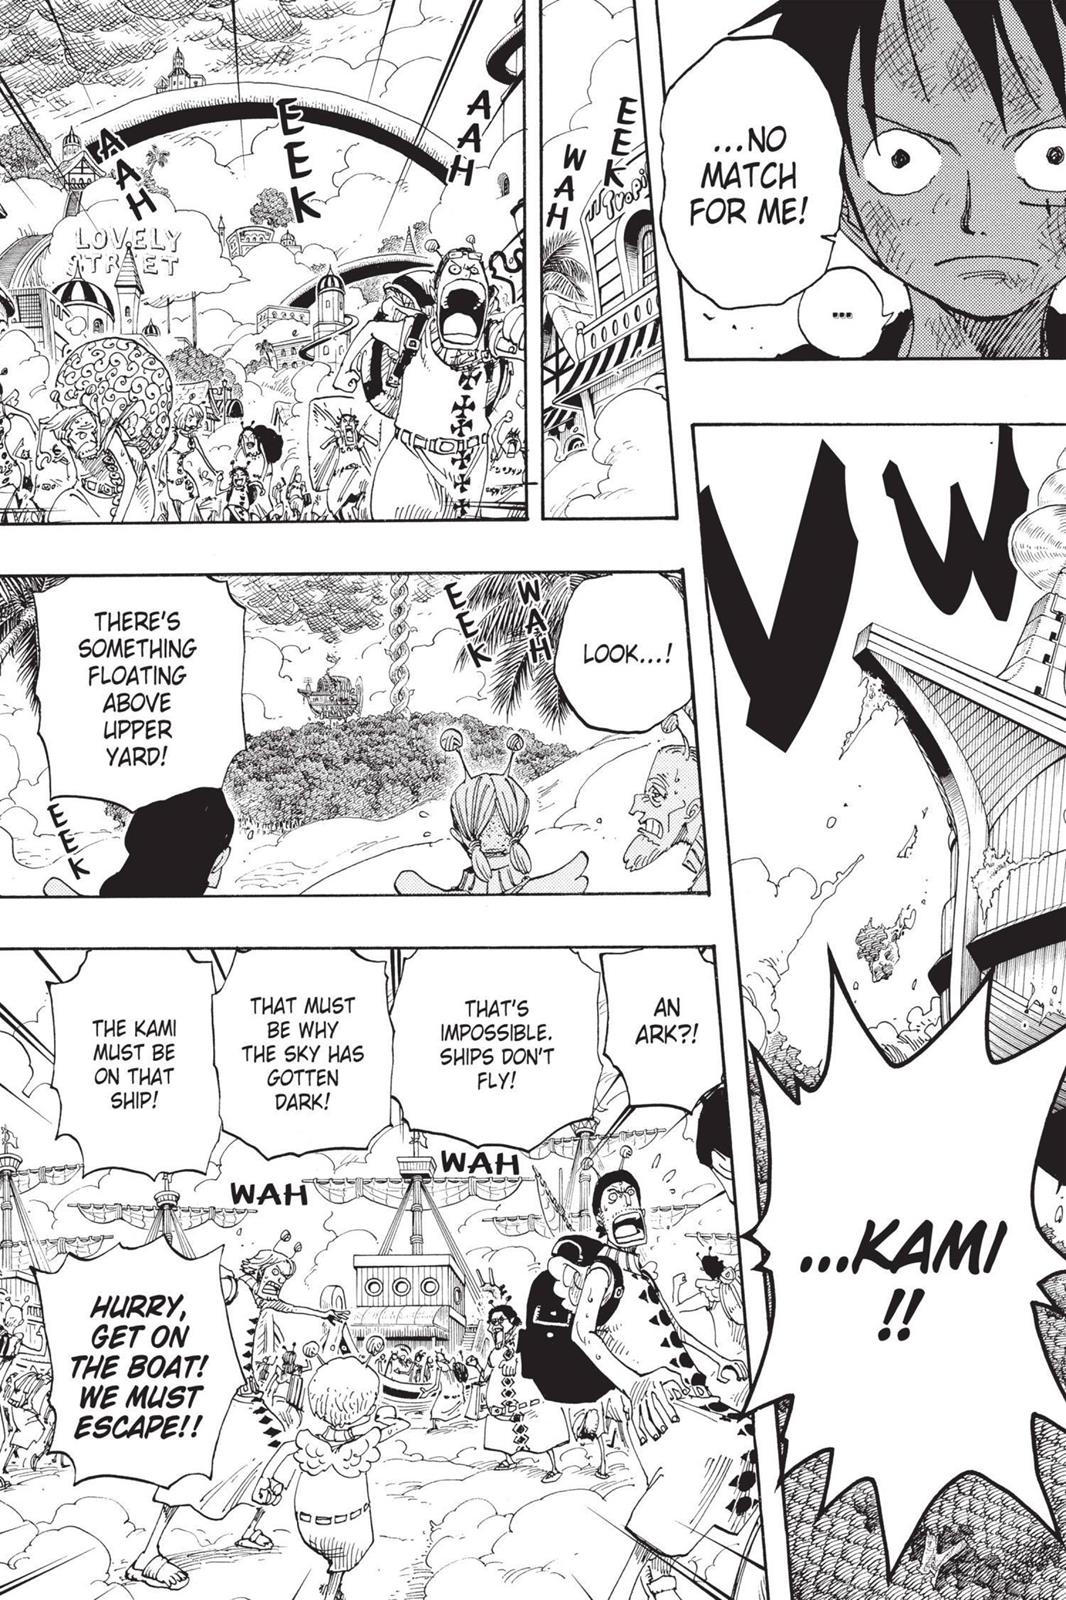 ...NO
MATCH
FOR ME!
...
VW
...KAMI
!!
EEK
WAH
TROPI
AAH
EEK
AAH
LOVELY
STREET
LOOK...!
WAH
EEK
THERE'S
SOMETHING
FLOATING
ABOVE
UPPER
YARD!
EEK
AN
ARK?!
THAT'S
IMPOSSIBLE.
SHIPS DON'T
FLY!
THAT MUST
BE WHY
THE SKY HAS
GOTTEN
DARK!
THE KAMI
MUST BE
ON THAT
SHIP!
WAH
WAH
HURRY,
GET ON
THE BOAT!
WE MUST
ESCAPE!!